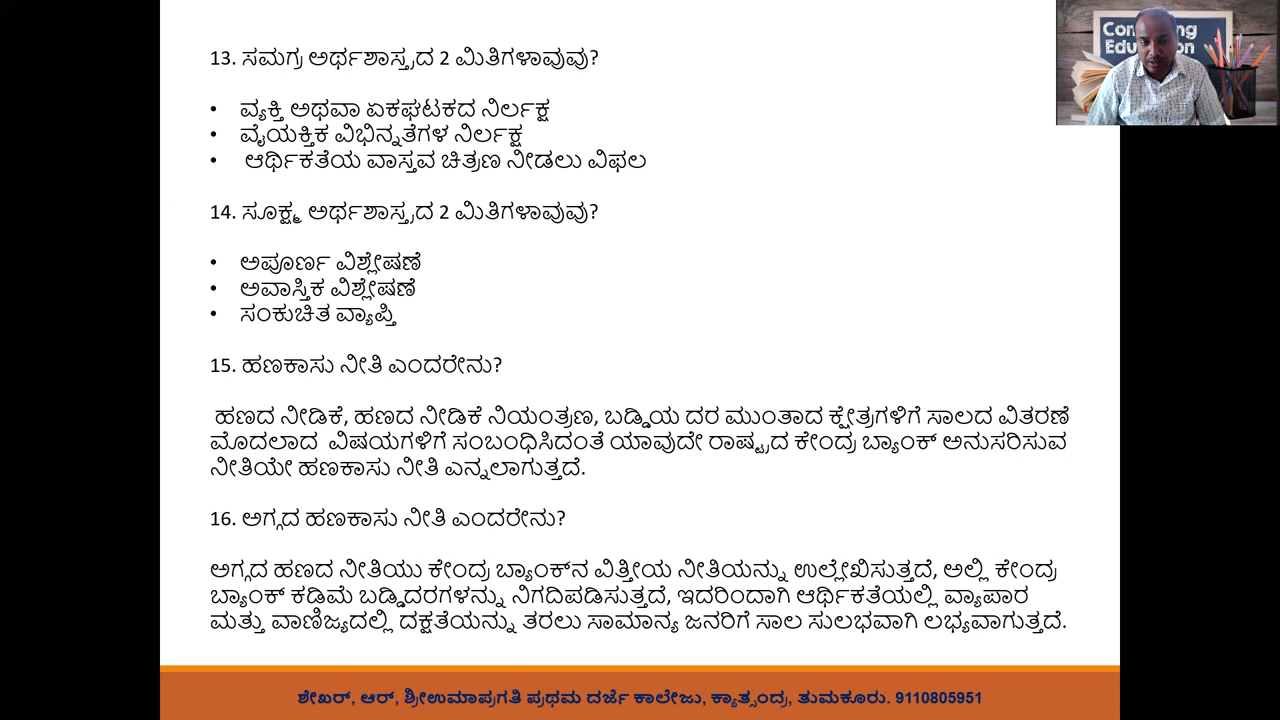 Computing
Education
13. ಸಮಗ್ರ ಅರ್ಥಶಾಸ್ತ್ರದ 2 ಮಿತಿಗಳಾವುವು?
• ವ್ಯಕ್ತಿ ಅಥವಾ ಏಕಘಟಕದ ನಿರ್ಲಕ್ಷ
• ವೈಯಕ್ತಿಕ ವಿಭಿನ್ನತೆಗಳ ನಿರ್ಲಕ್ಷ
• ಆರ್ಥಿಕತೆಯ ವಾಸ್ತವ ಚಿತ್ರಣ ನೀಡಲು ವಿಫಲ
14. ಸೂಕ್ಷ್ಮ ಅರ್ಥಶಾಸ್ತ್ರದ 2 ಮಿತಿಗಳಾವುವು?
• ಅಪೂರ್ಣ ವಿಶ್ಲೇಷಣೆ
• ಅವಾಸ್ತಿಕ ವಿಶ್ಲೇಷಣೆ
• ಸಂಕುಚಿತ ವ್ಯಾಪ್ತಿ
15. ಹಣಕಾಸು ನೀತಿ ಎಂದರೇನು?
ಹಣದ ನೀಡಿಕೆ, ಹಣದ ನೀಡಿಕೆ ನಿಯಂತ್ರಣ, ಬಡ್ಡಿಯ ದರ ಮುಂತಾದ ಕ್ಷೇತ್ರಗಳಿಗೆ ಸಾಲದ ವಿತರಣೆ
ಮೊದಲಾದ ವಿಷಯಗಳಿಗೆ ಸಂಬಂಧಿಸಿದಂತೆ ಯಾವುದೇ ರಾಷ್ಟ್ರದ ಕೇಂದ್ರ ಬ್ಯಾಂಕ್ ಅನುಸರಿಸುವ
ನೀತಿಯೇ ಹಣಕಾಸು ನೀತಿ ಎನ್ನಲಾಗುತ್ತದೆ.
16. ಅಗ್ಗದ ಹಣಕಾಸು ನೀತಿ ಎಂದರೇನು?
ಅಗ್ಗದ ಹಣದ ನೀತಿಯು ಕೇಂದ್ರ ಬ್ಯಾಂಕ್‌ನ ವಿತ್ತೀಯ ನೀತಿಯನ್ನು ಉಲ್ಲೇಖಿಸುತ್ತದೆ, ಅಲ್ಲಿ ಕೇಂದ್ರ
ಬ್ಯಾಂಕ್ ಕಡಿಮೆ ಬಡ್ಡಿದರಗಳನ್ನು ನಿಗದಿಪಡಿಸುತ್ತದೆ, ಇದರಿಂದಾಗಿ ಆರ್ಥಿಕತೆಯಲ್ಲಿ ವ್ಯಾಪಾರ
ಮತ್ತು ವಾಣಿಜ್ಯದಲ್ಲಿ ದಕ್ಷತೆಯನ್ನು ತರಲು ಸಾಮಾನ್ಯ ಜನರಿಗೆ ಸಾಲ ಸುಲಭವಾಗಿ ಲಭ್ಯವಾಗುತ್ತದೆ.
ಶೇಖರ್, ಆರ್, ಶ್ರೀಉಮಾಪ್ರಗತಿ ಪ್ರಥಮ ದರ್ಜೆ ಕಾಲೇಜು, ಕ್ಯಾತ್ಸಂದ್ರ, ತುಮಕೂರು. 9110805951